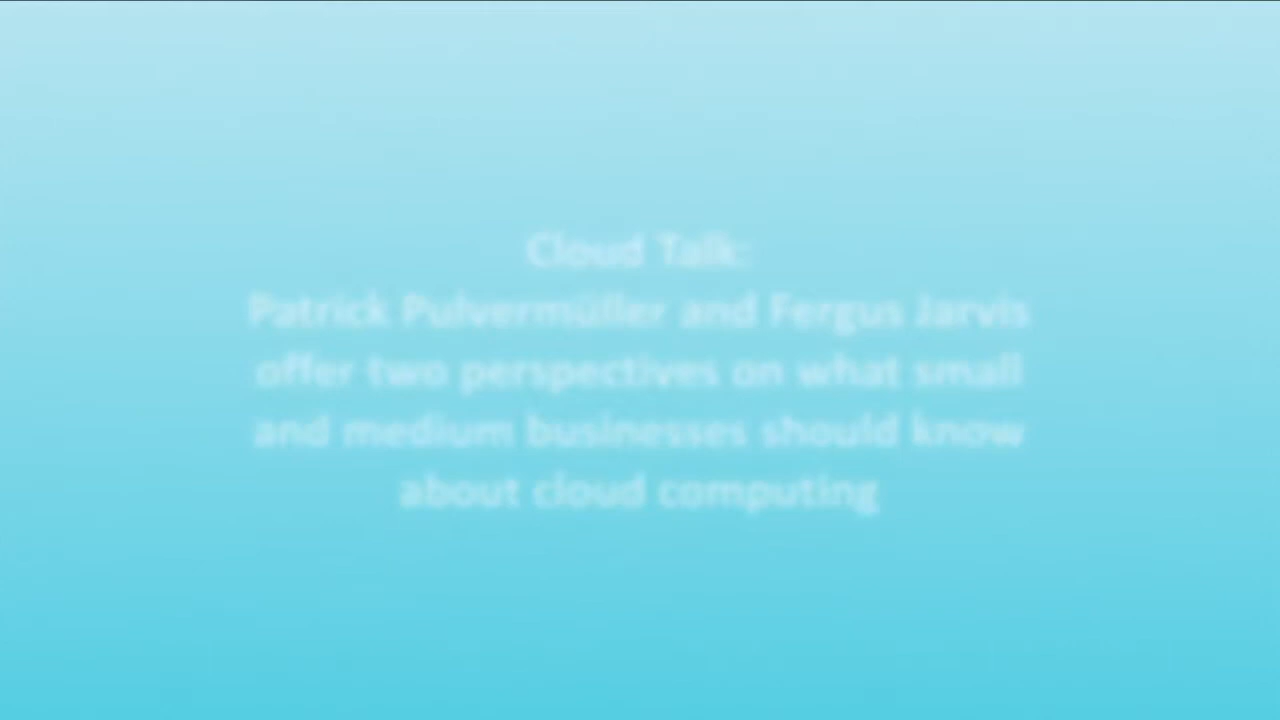 Cloud Talk:
Patrick Pulvermüller and Fergus Jarvis
offer two perspectives on what small
and medium businesses should know
about cloud computing